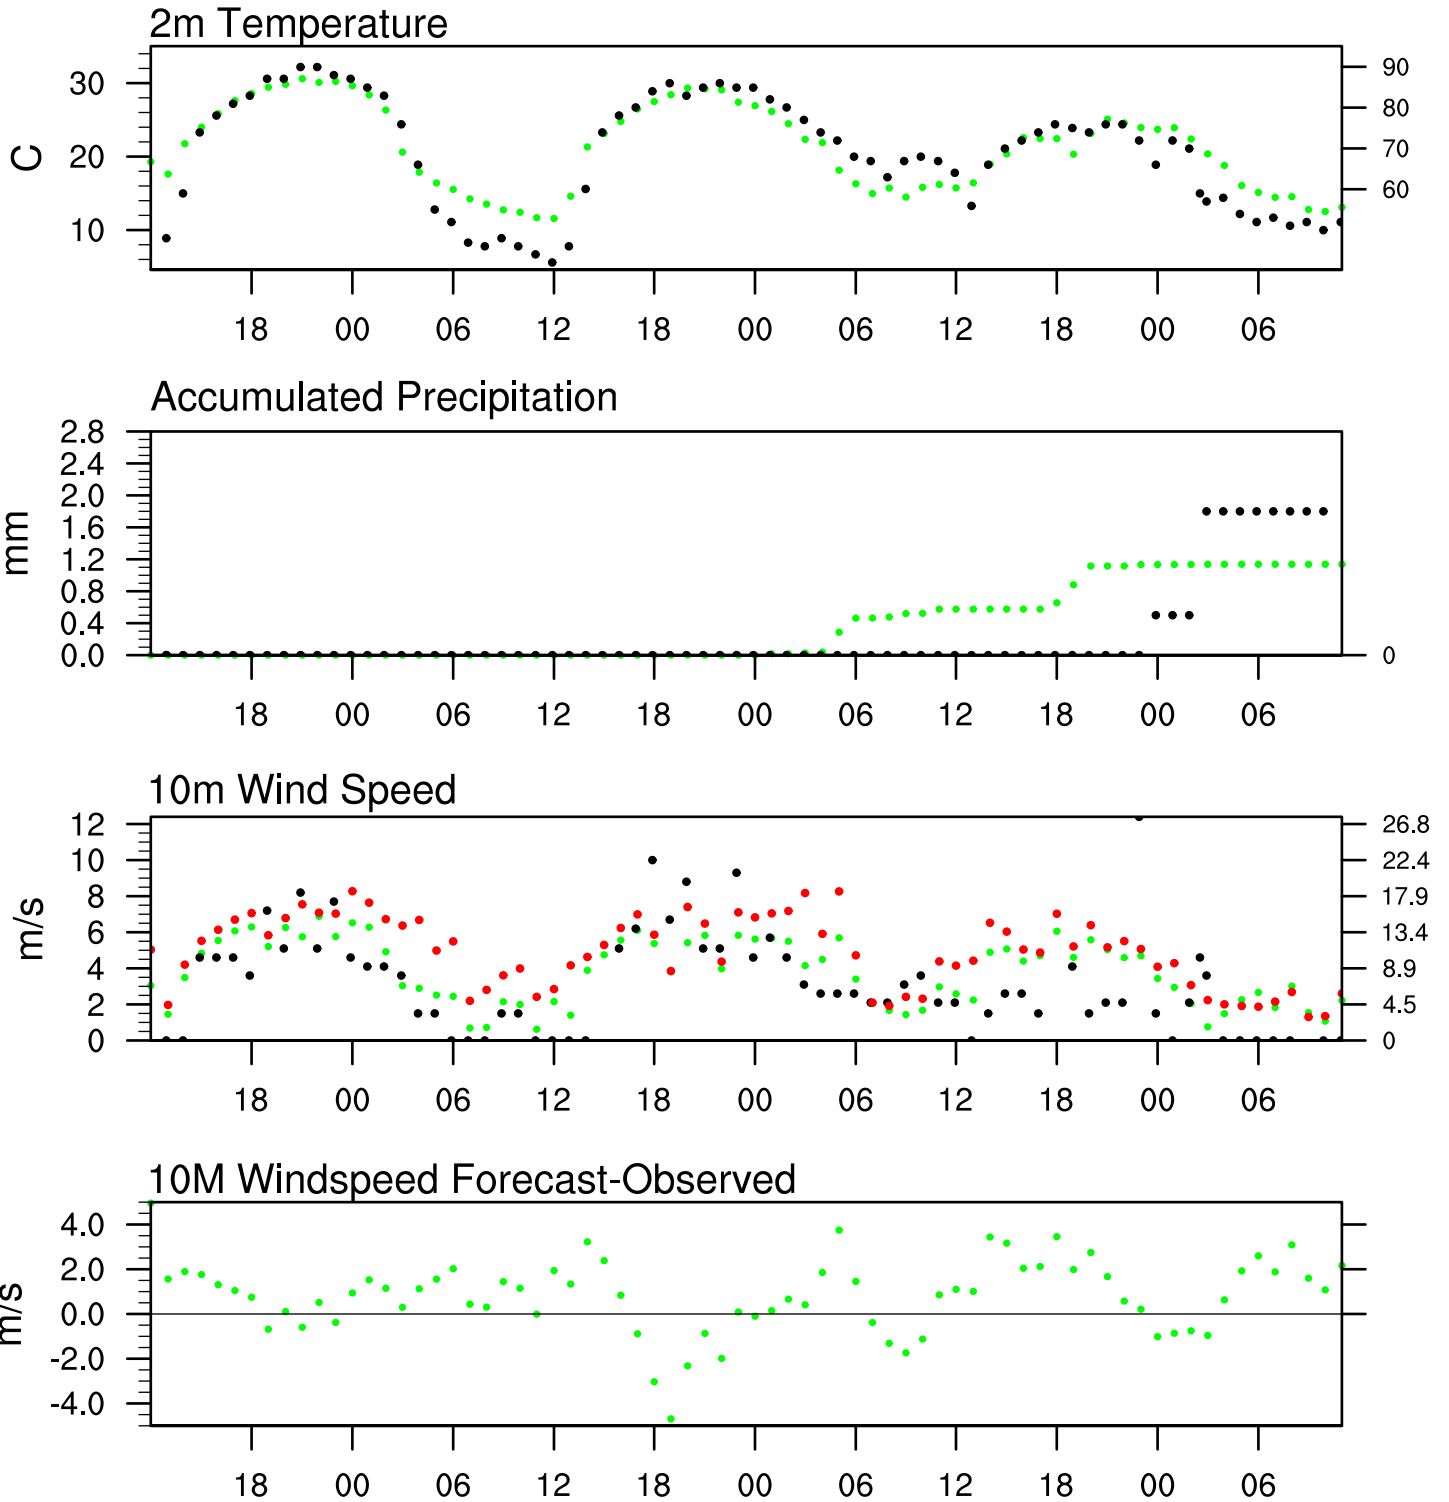 2m Temperature
30
20
10
C
90
80
70
60
18 00 06 12 18 00 06 12 18 00 06
Accumulated Precipitation
2.8
2.4
2.0
1.6
1.2
0.8
0.4
0.0
mm
0
18 00 06 12 18 00 06 12 18 00 06
10m Wind Speed
12
10
8
6
4
2
0
m/s
26.8
22.4
17.9
13.4
8.9
4.5
0
18 00 06 12 18 00 06 12 18 00 06
10M Windspeed Forecast-Observed
4.0
2.0
0.0
-2.0
-4.0
m/s
18 00 06 12 18 00 06 12 18 00 06